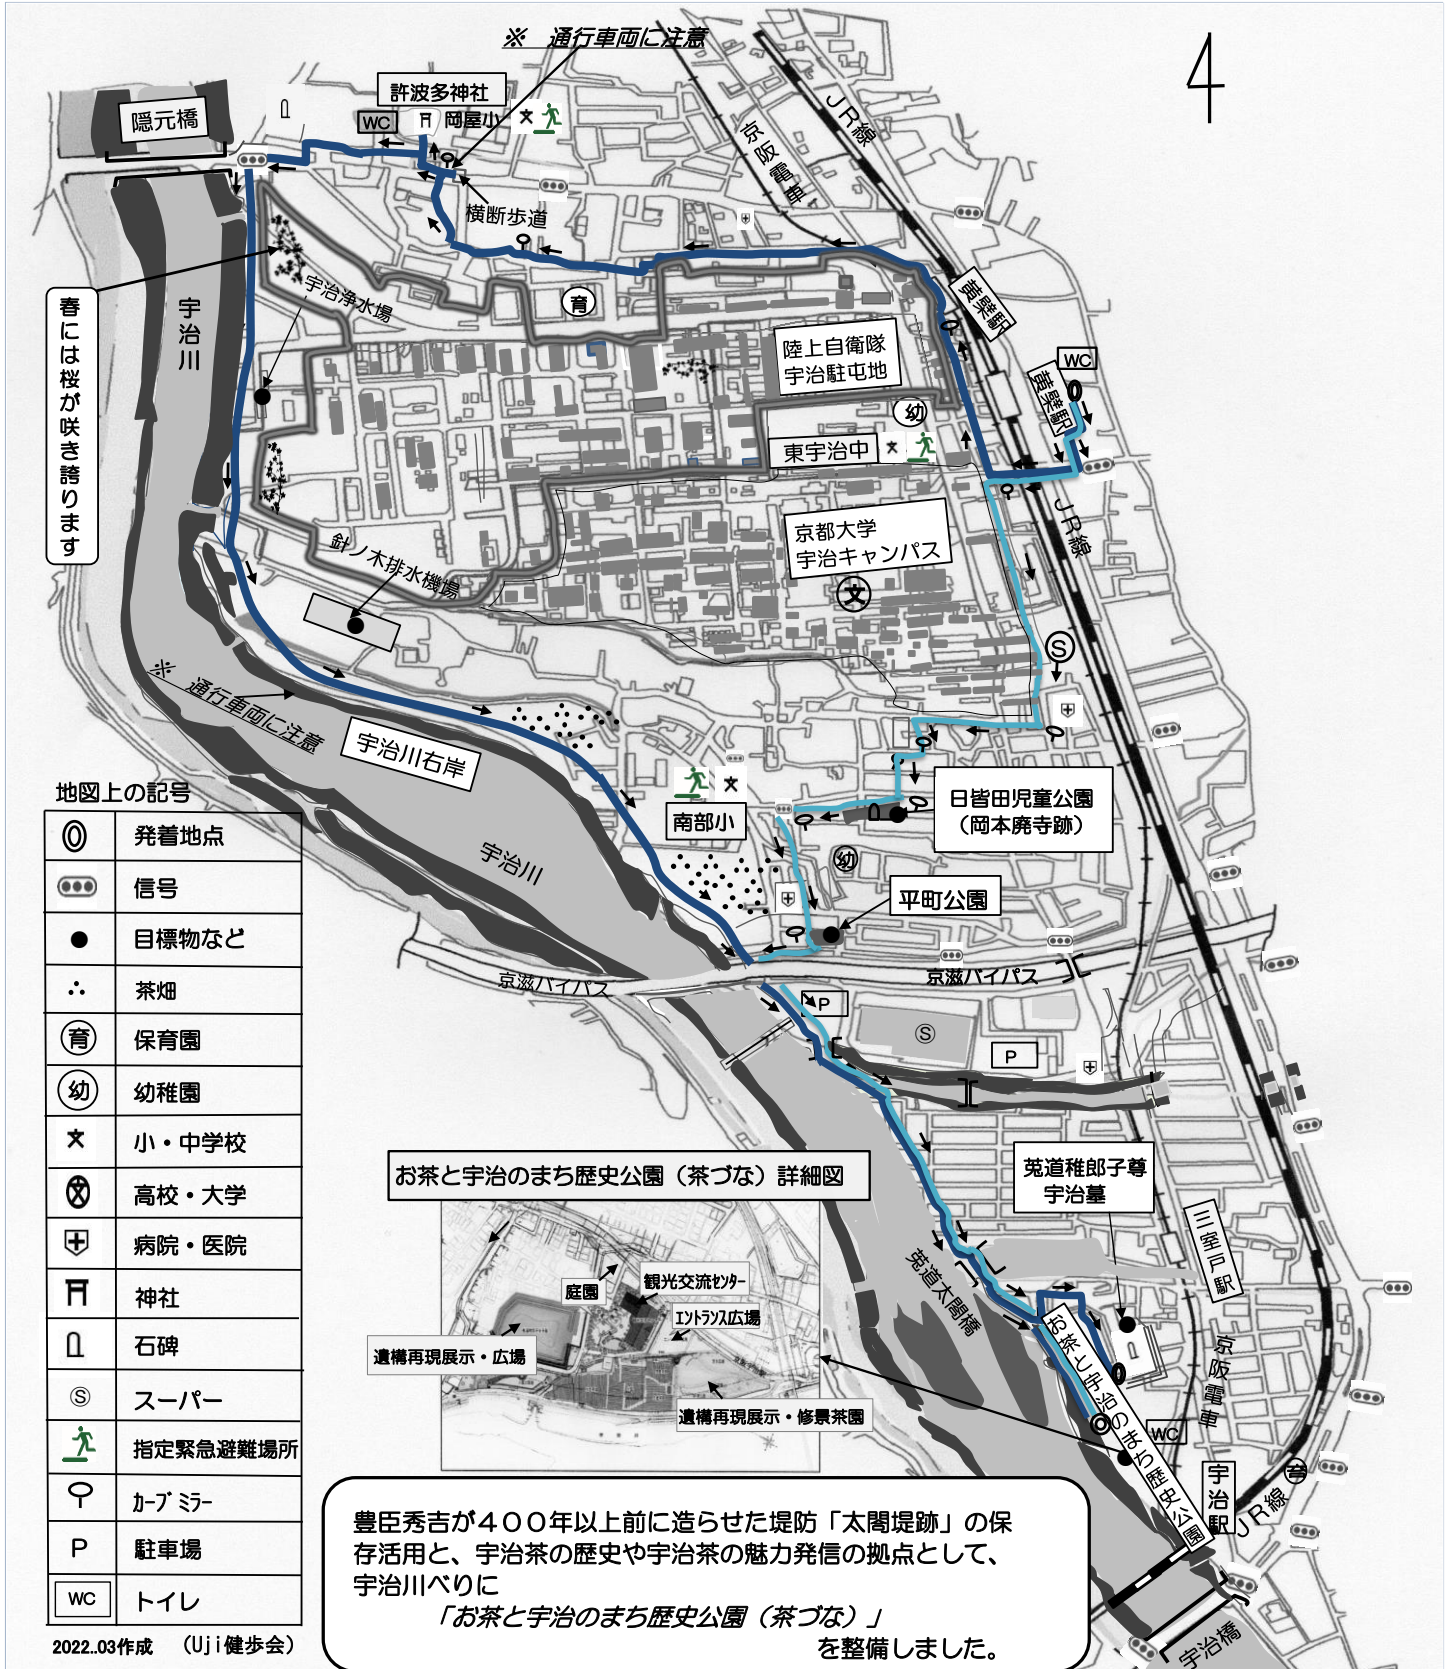 ※ 通行車両に注意
4
隠元橋
許波多神社
WC
岡屋小
横断歩道
京阪電車
JR線
黄檗駅
WC
黄檗駅
春には桜が咲き誇ります
宇治川
宇治浄水場
育
陸上自衛隊
宇治駐屯地
幼
東宇治中
京都大学
宇治キャンパス
文
JR線
針ノ木排水機場
S
※
通行車両に注意
宇治川右岸
南部小
日皆田児童公園
(岡本廃寺跡)
幼
平町公園
宇治川
京滋バイパス
京滋バイパス
P
S
P
地図上の記号
発着地点
信号
目標物など
茶畑
育 保育園
幼 幼稚園
小・中学校
高校・大学
病院・医院
神社
石碑
S スーパー
指定緊急避難場所
カーブミラー
P 駐車場
WC トイレ
2022..03作成 (Uji健歩会)
お茶と宇治のまち歴史公園(茶づな)詳細図
庭園
観光交流センター
エントランス広場
遺構再現展示・広場
遺構再現展示・修景茶園
莵道稚郎子尊
宇治墓
三室戸駅
莵道太閤橋
お茶と宇治のまち歴史公園
京阪電車
WC
宇治駅
JR線
育
宇治橋
豊臣秀吉が400年以上前に造らせた堤防「太閤堤跡」の保
存活用と、宇治茶の歴史や宇治茶の魅力発信の拠点として、
宇治川べりに
「お茶と宇治のまち歴史公園(茶づな)」
を整備しました。